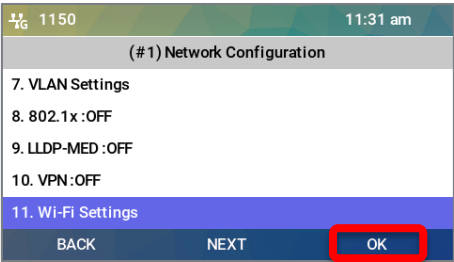 1G 1150 11:31 am
(#1) Network Configuration
7. VLAN Settings
8. 802.1x :OFF
9. LLDP-MED :OFF
10. VPN :OFF
11. Wi-Fi Settings
BACK NEXT OK